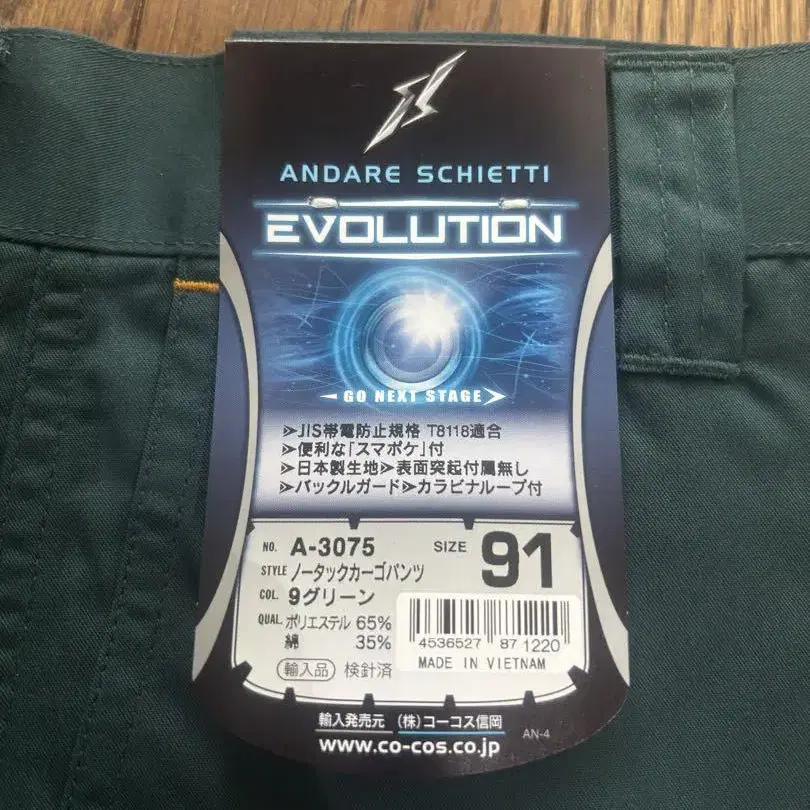 ANDARE SCHIETTI
EVOLUTION
GO NEXT STAGE
⪢JIS帯電防止規格 T8118適合
⪢便利な「スマポケ」付
⪢日本製生地⪢表面突起付属無し
⪢バックルガード⪢カラビナループ付
NO. A-3075 SIZE 91
STYLE ノータックカーゴパンツ
COL. 9グリーン
QUAL. ポリエステル 65%
綿 35%
4536527 871220
MADE IN VIETNAM
輸入品 検針済
輸入発売元 (株)コーコス信岡
www.co-cos.co.jp
AN-4